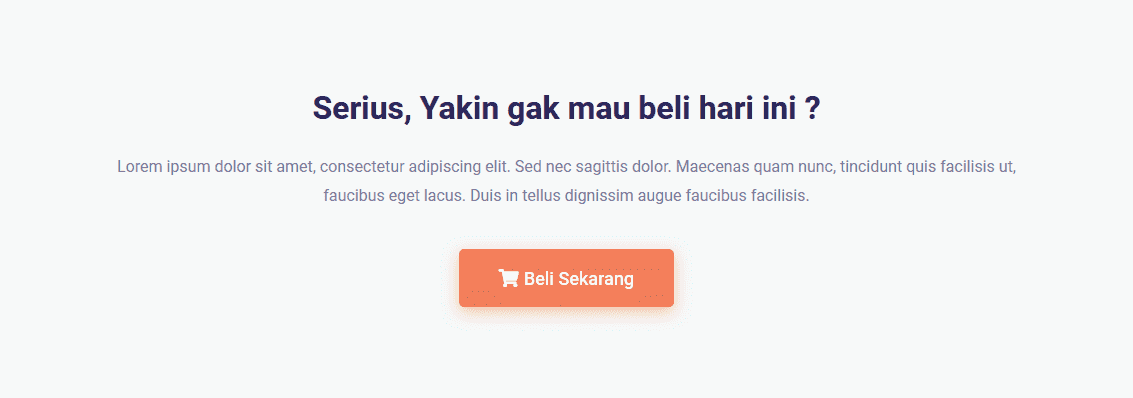 Serius, Yakin gak mau beli hari ini ?
Lorem ipsum dolor sit amet, consectetur adipiscing elit. Sed nec sagittis dolor. Maecenas quam nunc, tincidunt quis facilisis ut,
faucibus eget lacus. Duis in tellus dignissim augue faucibus facilisis.
Beli Sekarang